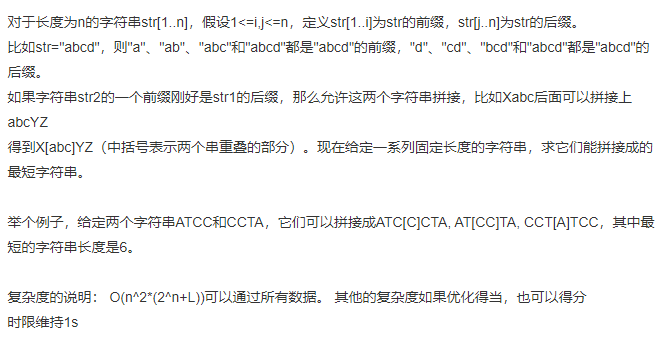 对于长度为n的字符串str[1..n]，假设1<=i,j<=n，定义str[1..i]为str的前缀，str[j..n]为str的后缀。
比如str="abcd"，则"a"、"ab"、"abc"和"abcd"都是"abcd"的前缀，"d"、"cd"、"bcd"和"abcd"都是"abcd"的
后缀。
如果字符串str2的一个前缀刚好是str1的后缀，那么允许这两个字符串拼接，比如Xabc后面可以拼接上
abcYZ
得到X[abc]YZ（中括号表示两个串重叠的部分）。现在给定一系列固定长度的字符串，求它们能拼接成的
最短字符串。
举个例子，给定两个字符串ATCC和CCTA，它们可以拼接成ATC[C]CTA, AT[CC]TA, CCT[A]TCC，其中最
短的字符串长度是6。
复杂度的说明： O(n^2*(2^n+L))可以通过所有数据。 其他的复杂度如果优化得当，也可以得分
时限维持1s